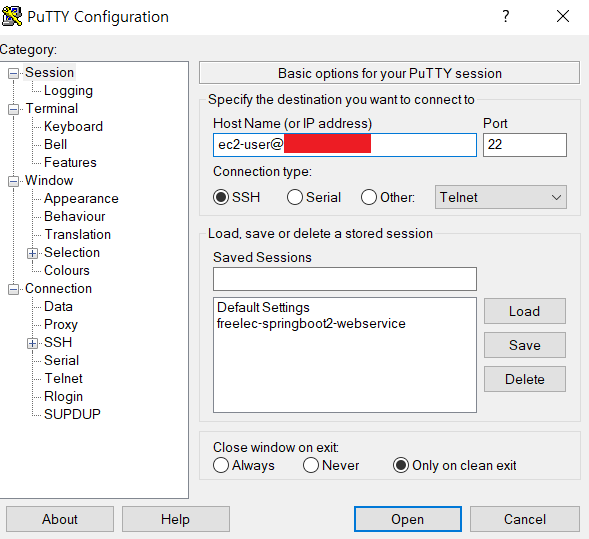 PuTTY Configuration
Category:
Session
Logging
Terminal
Keyboard
Bell
Features
Window
Appearance
Behaviour
Translation
Selection
Colours
Connection
Data
Proxy
SSH
Serial
Telnet
Rlogin
SUPDUP
Basic options for your PuTTY session
Specify the destination you want to connect to
Host Name (or IP address) Port
ec2-user@ 22
Connection type:
SSH Serial Other: Telnet
Load, save or delete a stored session
Saved Sessions
Default Settings
freelec-springboot2-webservice
Load
Save
Delete
Close window on exit:
Always Never Only on clean exit
About Help Open Cancel